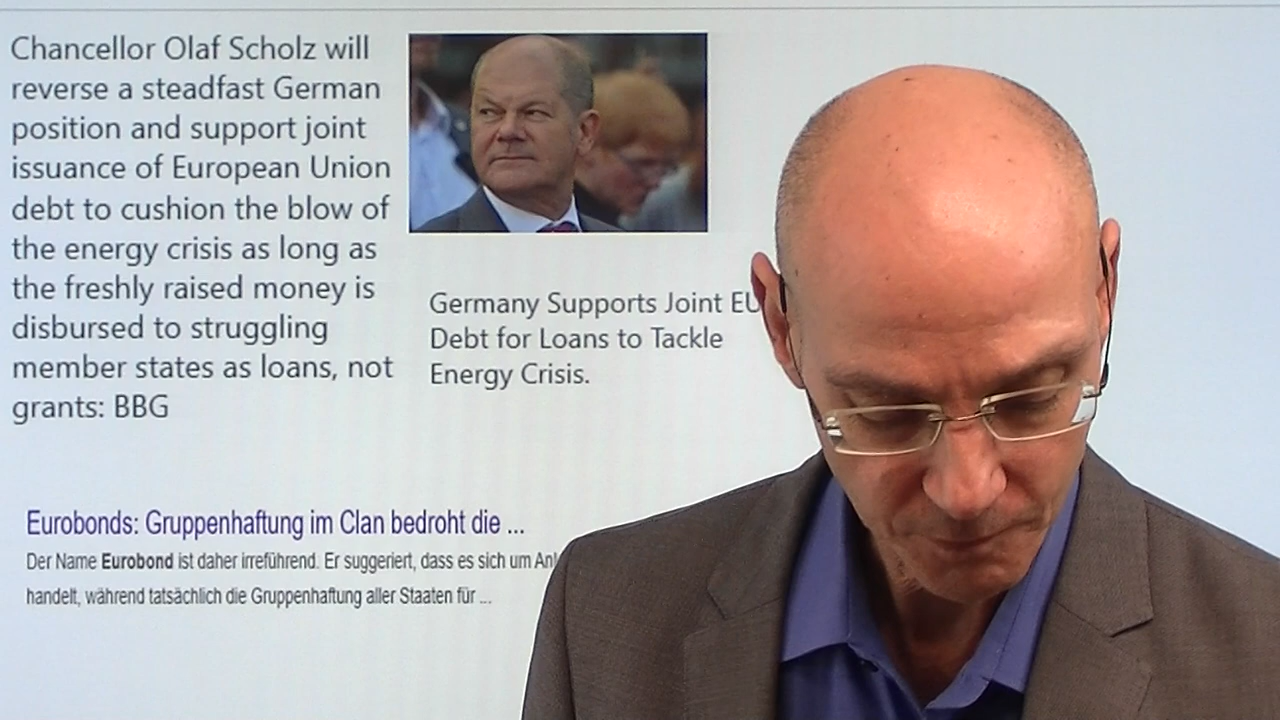 Chancellor Olaf Scholz will
reverse a steadfast German
position and support joint
issuance of European Union
debt to cushion the blow of
the energy crisis as long as
the freshly raised money is
disbursed to struggling
member states as loans, not
grants: BBG
Germany Supports Joint EU
Debt for Loans to Tackle
Energy Crisis.
Eurobonds: Gruppenhaftung im Clan bedroht die ...
Der Name Eurobond ist daher irreführend. Er suggeriert, dass es sich um
handelt, während tatsächlich die Gruppenhaftung aller Staaten für ...